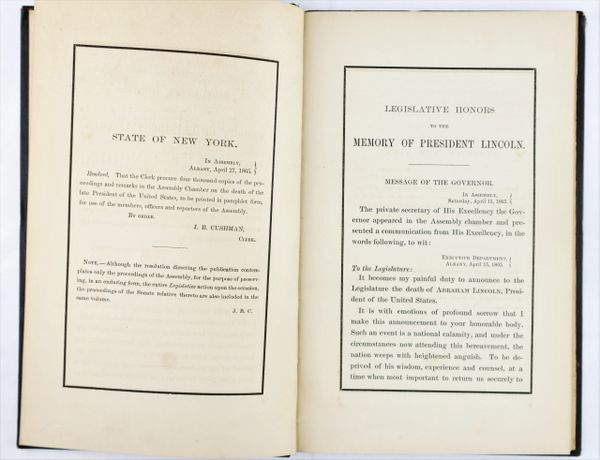 STATE OF NEW YORK.
In Assembly,
Albany, April 27, 1865.
Resolved, That the Clerk procure four thousand copies of the pro-
ceedings and remarks in the Assembly Chamber on the death of the
late President of the United States, to be printed in pamphlet form,
for use of the members, officers and reporters of the Assembly.
By order.
J. B. CUSHMAN,
Clerk.
Note.—Although the resolution directing the publication contem-
plates only the proceedings of the Assembly, for the purpose of preserv-
ing, in an enduring form, the entire Legislative action upon the occasion,
the proceedings of the Senate relative thereto are also included in the
same volume.
J. B. C.
LEGISLATIVE HONORS
TO THE
MEMORY OF PRESIDENT LINCOLN.
MESSAGE OF THE GOVERNOR.
In Assembly,
Saturday, April 15, 1865.
The private secretary of His Excellency the Gov-
ernor appeared in the Assembly chamber and pre-
sented a communication from His Excellency, in the
words following, to wit:
Executive Department,
Albany, April 15, 1865.
To the Legislature:
It becomes my painful duty to announce to the
Legislature the death of Abraham Lincoln, Presi-
dent of the United States.
It is with emotions of profound sorrow that I
make this announcement to your honorable body.
Such an event is a national calamity, and under the
circumstances now attending this bereavement, the
nation weeps with heightened anguish. To be de-
prived of his wisdom, experience and counsel, at a
time when most important to return us securely to